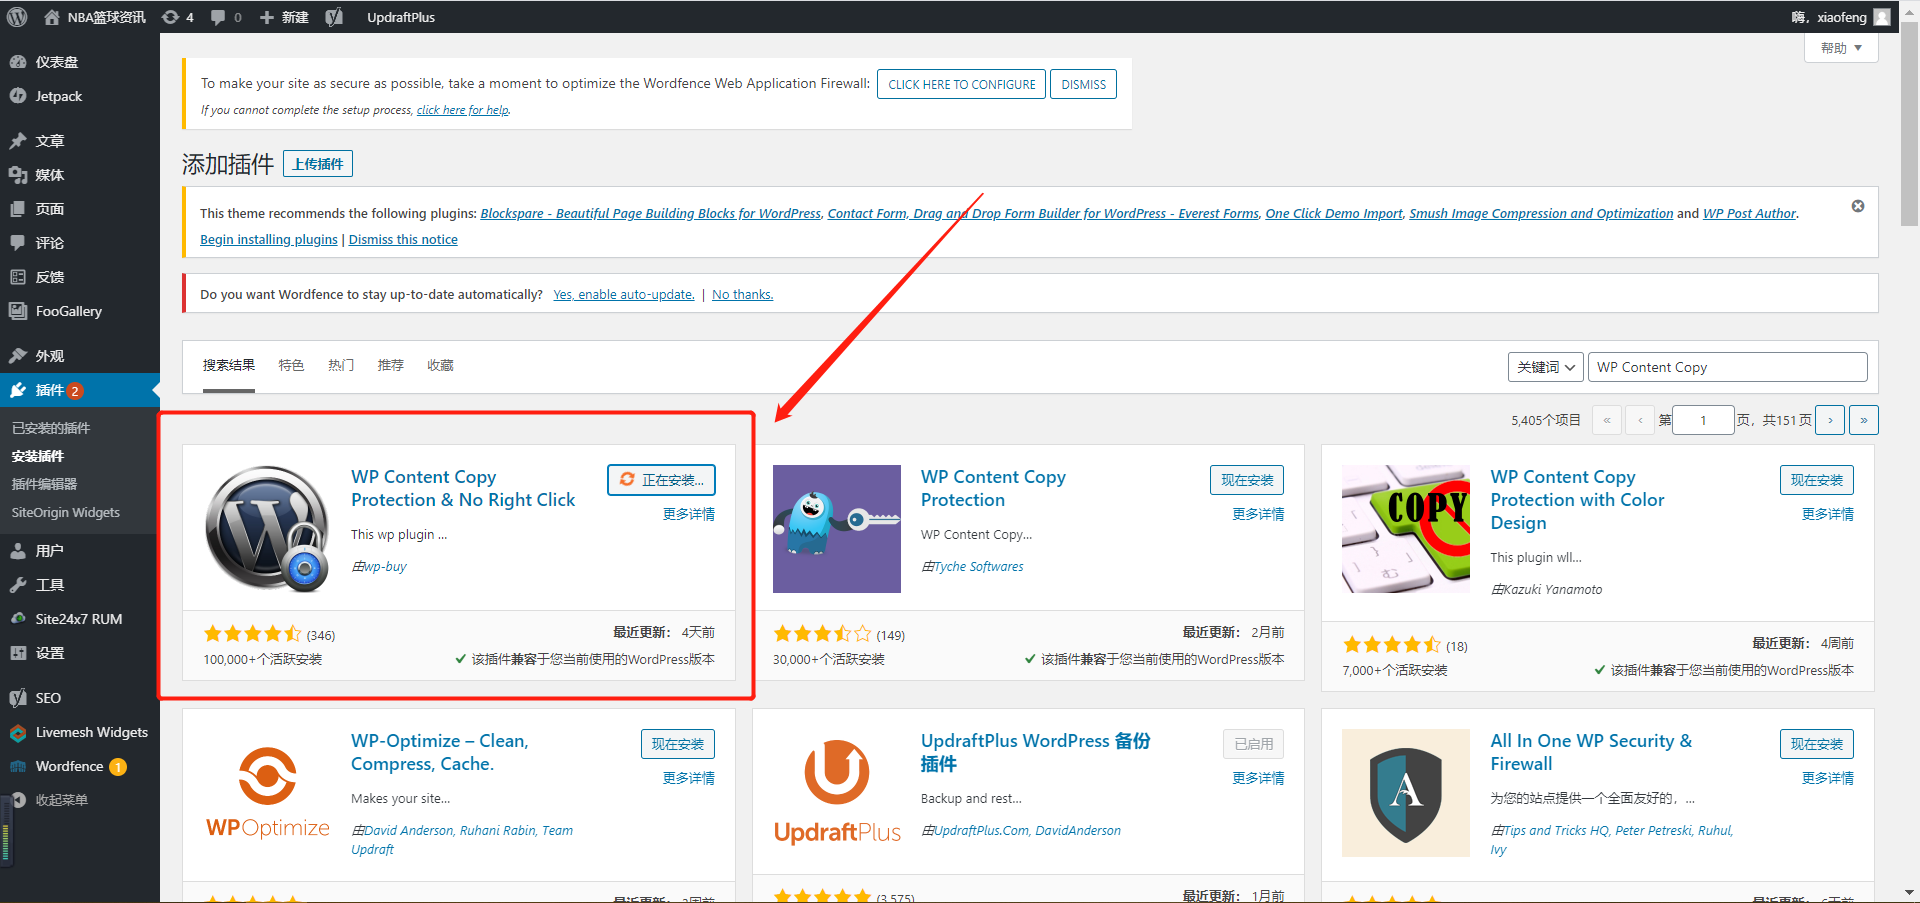 NBA篮球资讯 4 0 新建 UpdraftPlus 嗨，xiaofeng
帮助
仪表盘
Jetpack
文章
媒体
页面
评论
反馈
FooGallery
外观
插件 2
已安装的插件
安装插件
插件编辑器
SiteOrigin Widgets
用户
工具
Site24x7 RUM
设置
SEO
Livemesh Widgets
Wordfence 1
收起菜单
To make your site as secure as possible, take a moment to optimize the Wordfence Web Application Firewall: CLICK HERE TO CONFIGURE DISMISS
If you cannot complete the setup process, click here for help.
添加插件 上传插件
This theme recommends the following plugins: Blockspare - Beautiful Page Building Blocks for WordPress, Contact Form, Drag and Drop Form Builder for WordPress - Everest Forms, One Click Demo Import, Smush Image Compression and Optimization and WP Post Author.
Begin installing plugins | Dismiss this notice
Do you want Wordfence to stay up-to-date automatically? Yes, enable auto-update. | No thanks.
搜索结果 特色 热门 推荐 收藏 关键词 WP Content Copy
5,405个项目 « ‹ 第 1 页，共151页 › »
WP Content Copy
Protection & No Right Click
正在安装...
更多详情
This wp plugin ...
由wp-buy
(346)
最近更新： 4天前
100,000+个活跃安装
该插件兼容于您当前使用的WordPress版本
WP Content Copy
Protection
现在安装
更多详情
WP Content Copy...
由Tyche Softwares
(149)
最近更新： 2月前
30,000+个活跃安装
该插件兼容于您当前使用的WordPress版本
COPY
WP Content Copy
Protection with Color
Design
现在安装
更多详情
This plugin wll...
由Kazuki Yanamoto
(18)
最近更新： 4周前
7,000+个活跃安装
该插件兼容于您当前使用的WordPress版本
WPOptimize
WP-Optimize – Clean,
Compress, Cache.
现在安装
更多详情
Makes your site...
由David Anderson, Ruhani Rabin, Team
Updraft
UpdraftPlus
UpdraftPlus WordPress 备份
插件
已启用
更多详情
Backup and rest...
由UpdraftPlus.Com, DavidAnderson
(3,575)
最近更新： 1月前
A
All In One WP Security &
Firewall
现在安装
更多详情
为您的站点提供一个全面友好的，...
由Tips and Tricks HQ, Peter Petreski, Ruhul,
Ivy